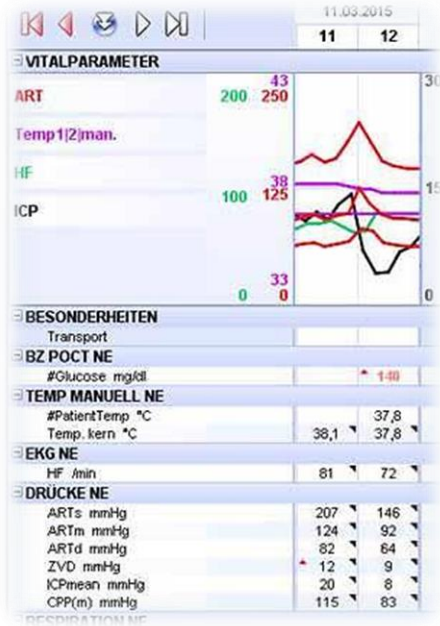 11.03.2015
11 12
VITALPARAMETER
43 30
ART 200 250
Temp1|2|man.
HF
38 15
100 125
ICP
33
0 0 0
BESONDERHEITEN
Transport
BZ POCT NE
#Glucose mg/dl 140
TEMP MANUELL NE
#PatientTemp °C 37,8
Temp. kern °C 38,1 37,8
EKG NE
HF /min 81 72
DRÜCKE NE
ARTs mmHg 207 146
ARTm mmHg 124 92
ARTd mmHg 82 64
ZVD mmHg 12 9
ICPmean mmHg 20 8
CPP(m) mmHg 115 83
RESPIRATION NE